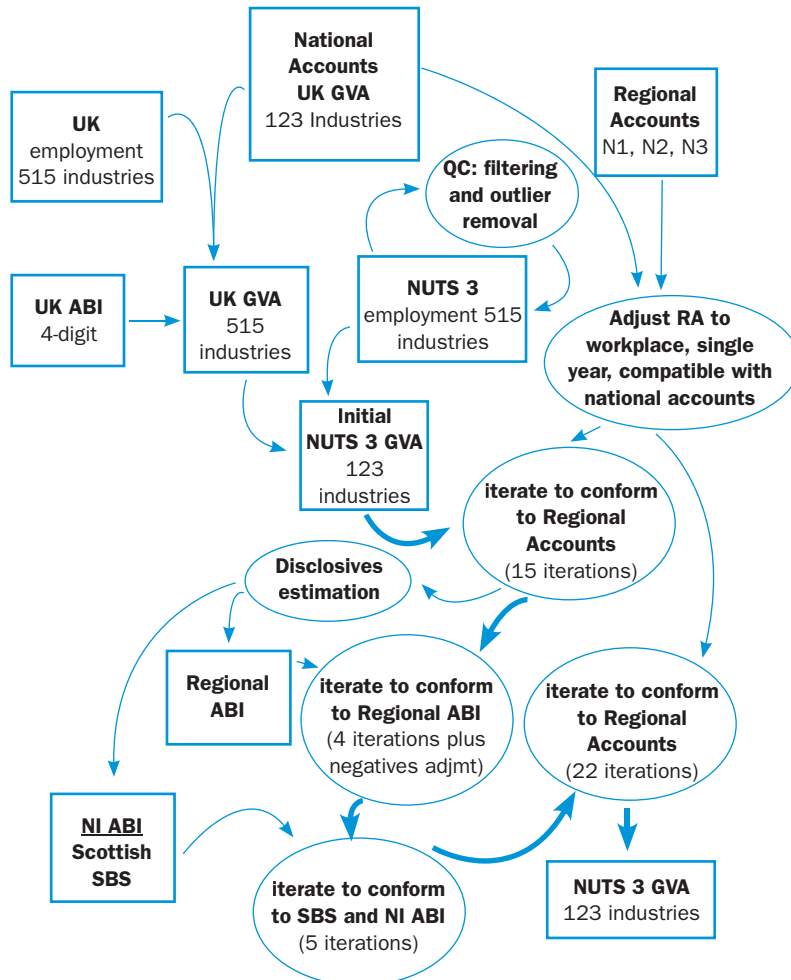 National
Accounts
UK GVA
123 Industries
Regional
Accounts
N1, N2, N3
UK
employment
515 industries
QC: filtering
and outlier
removal
UK ABI
4-digit
UK GVA
515
industries
NUTS 3
employment 515
industries
Adjust RA to
workplace, single
year, compatible with
national accounts
Initial
NUTS 3 GVA
123
industries
iterate to conform
to Regional
Accounts
(15 iterations)
Disclosives
estimation
Regional
ABI
iterate to conform
to Regional ABI
(4 iterations plus
negatives adjmt)
iterate to conform
to Regional
Accounts
(22 iterations)
NI ABI
Scottish
SBS
iterate to conform
to SBS and NI ABI
(5 iterations)
NUTS 3 GVA
123 industries